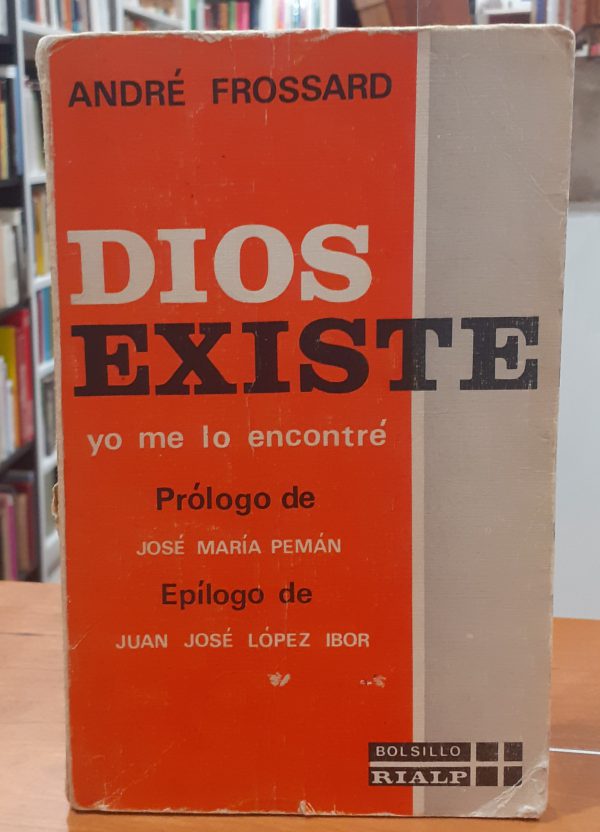 ANDRÉ FROSSARD
DIOS
EXISTE
yo me lo encontré
Prólogo de
JOSÉ MARÍA PEMÁN
Epílogo de
JUAN JOSÉ LÓPEZ IBOR
BOLSILLO
RIALP